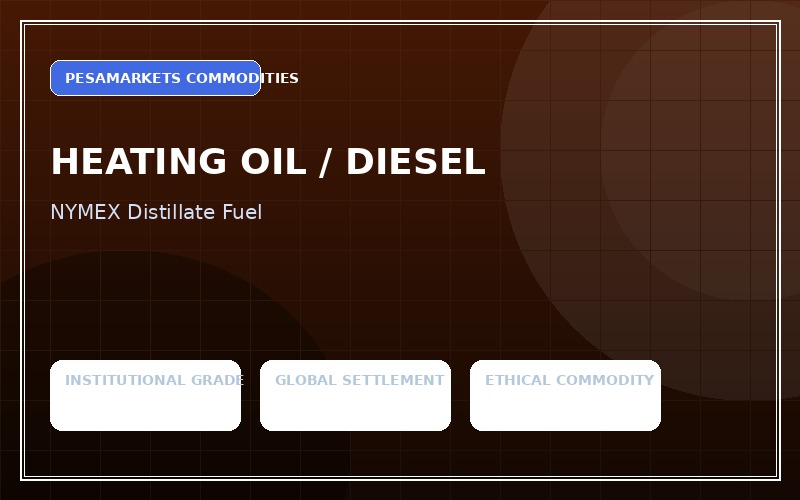 PESAMARKETS COMMODITIES
HEATING OIL / DIESEL
NYMEX Distillate Fuel
INSTITUTIONAL GRADE
GLOBAL SETTLEMENT
ETHICAL COMMODITY